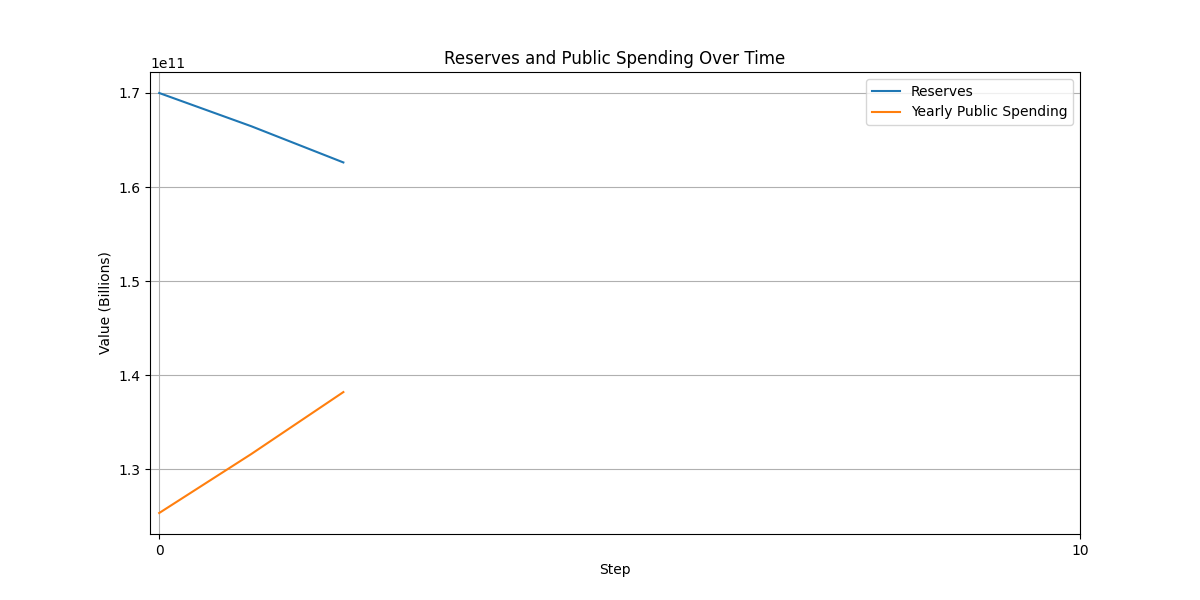 Reserves and Public Spending Over Time
1e11
Reserves
Yearly Public Spending
1.7
1.6
1.5
1.4
1.3
Value (Billions)
0
10
Step